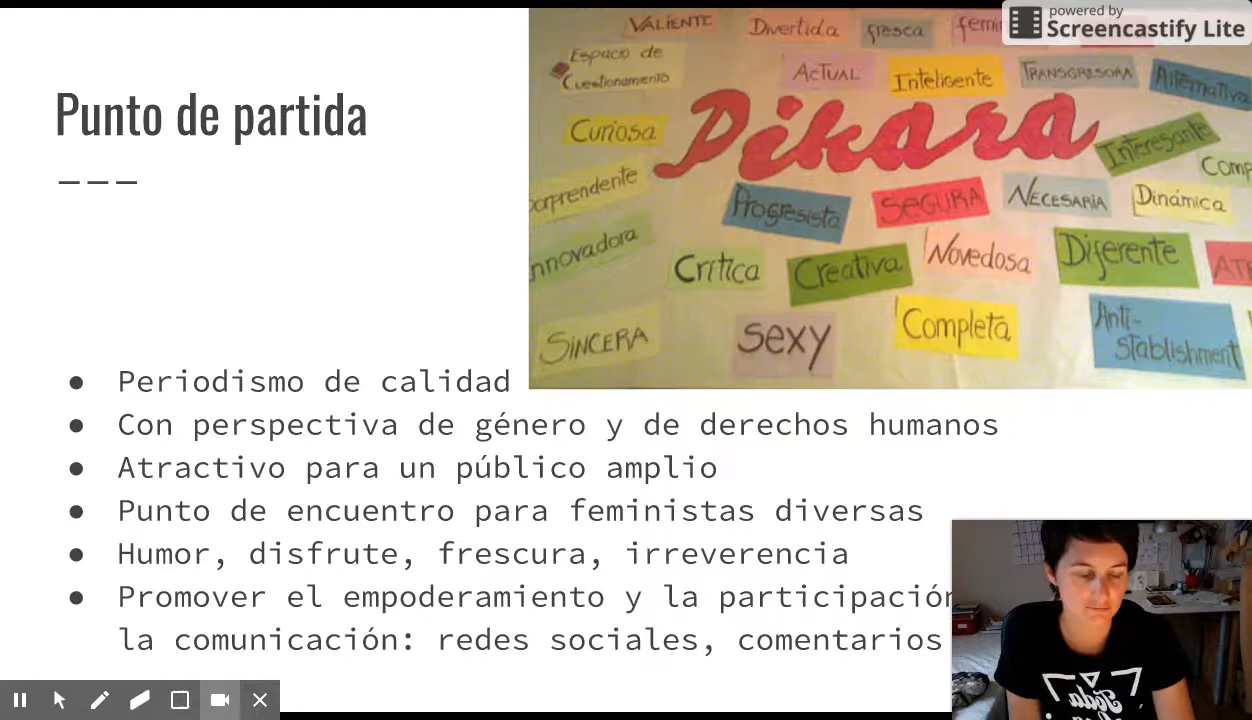 powered by
Screencastify Lite
Punto de partida
VALIENTE
Divertida
fresca
Espacio de
Cuestionamiento
ACTUAL
Inteligente
TRANSGRESORA
Alternativa
Curiosa
Pikara
Interesante
Progresista
SEGURA
NECESARIA
Dinámica
Crítica
Creativa
Novedosa
Diferente
SINCERA
SEXY
Completa
Anti-
stablishment
● Periodismo de calidad
● Con perspectiva de género y de derechos humanos
● Atractivo para un público amplio
● Punto de encuentro para feministas diversas
● Humor, disfrute, frescura, irreverencia
● Promover el empoderamiento y la participación
la comunicación: redes sociales, comentarios
Toda